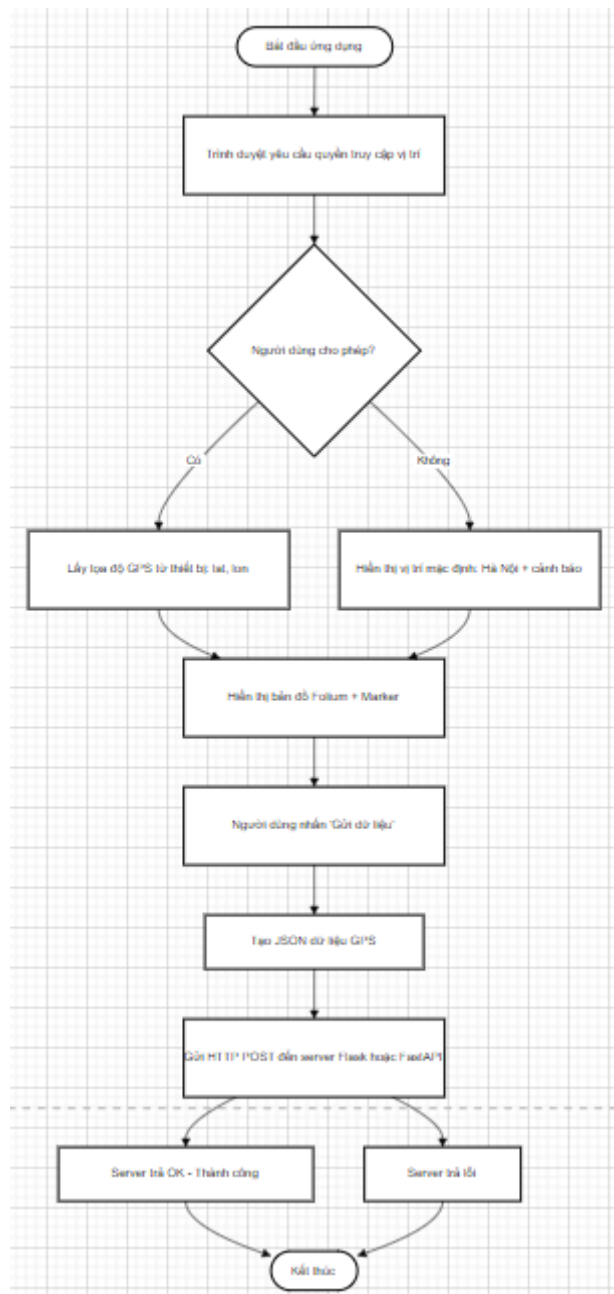 Bắt đầu ứng dụng
Trình duyệt yêu cầu quyền truy cập vị trí
Người dùng cho phép?
Có
Không
Lấy tọa độ GPS từ thiết bị: lat, lon
Hiển thị vị trí mặc định: Hà Nội + cảnh báo
Hiển thị bản đồ Folium + Marker
Người dùng nhấn 'Gửi dữ liệu'
Tạo JSON dữ liệu GPS
Gửi HTTP POST đến server Flask hoặc FastAPI
Server trả OK - Thành công
Server trả lỗi
Kết thúc